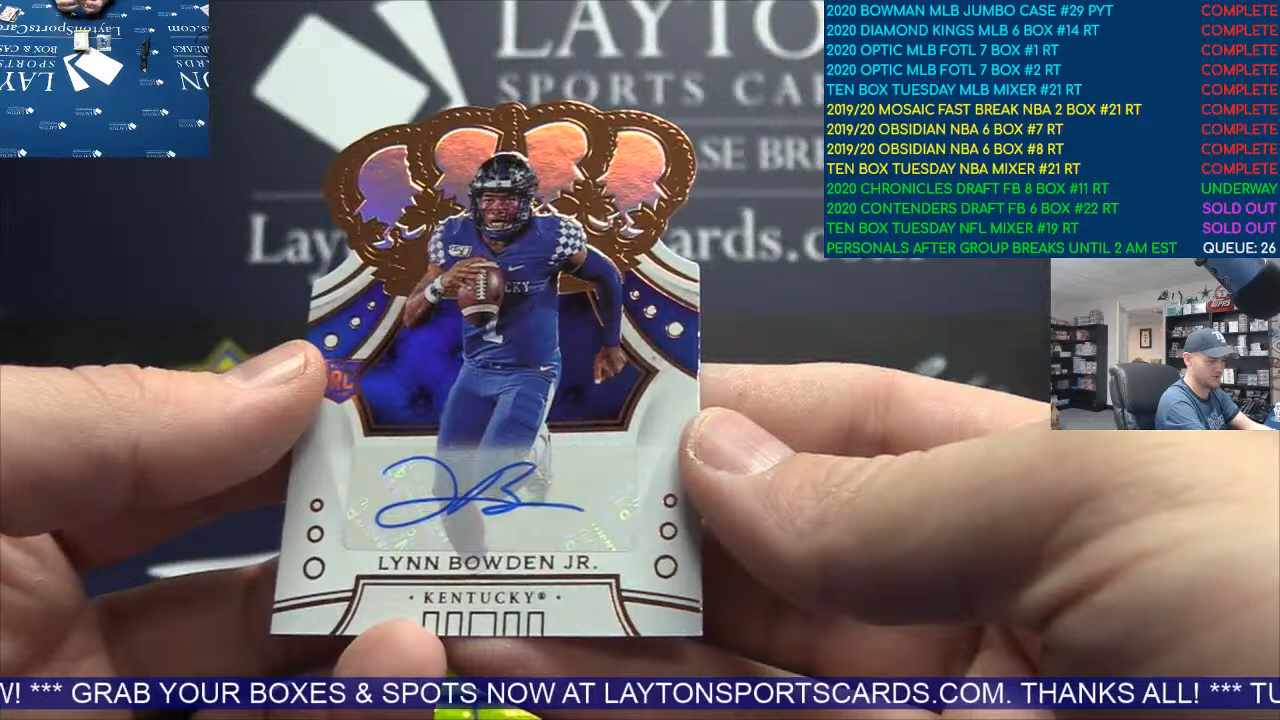 2020 BOWMAN MLB JUMBO CASE #29 PYT COMPLETE
2020 DIAMOND KINGS MLB 6 BOX #14 RT COMPLETE
2020 OPTIC MLB FOTL 7 BOX #1 RT COMPLETE
2020 OPTIC MLB FOTL 7 BOX #2 RT COMPLETE
TEN BOX TUESDAY MLB MIXER #21 RT COMPLETE
2019/20 MOSAIC FAST BREAK NBA 2 BOX #21 RT COMPLETE
2019/20 OBSIDIAN NBA 6 BOX #7 RT COMPLETE
2019/20 OBSIDIAN NBA 6 BOX #8 RT COMPLETE
TEN BOX TUESDAY NBA MIXER #21 RT COMPLETE
2020 CHRONICLES DRAFT FB 8 BOX #11 RT UNDERWAY
2020 CONTENDERS DRAFT FB 6 BOX #22 RT SOLD OUT
TEN BOX TUESDAY NFL MIXER #19 RT SOLD OUT
PERSONALS AFTER GROUP BREAKS UNTIL 2 AM EST QUEUE: 26
LAYTO
SPORTS CA
SE BRE
Lay ards.com
RC
LYNN BOWDEN JR.
· KENTUCKY® ·
W! *** GRAB YOUR BOXES & SPOTS NOW AT LAYTONSPORTSCARDS.COM. THANKS ALL! *** TU